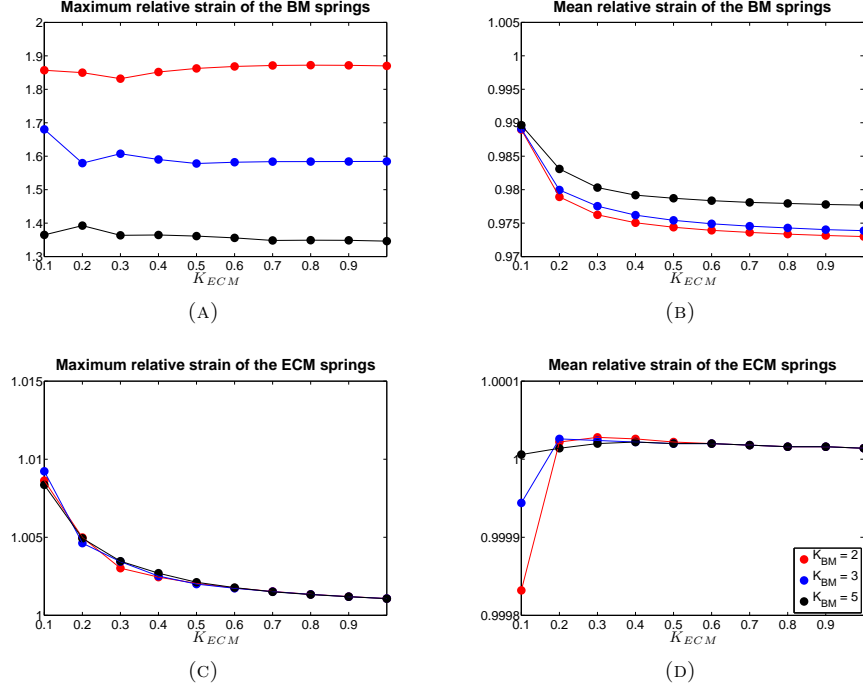 Maximum relative strain of the BM springs
2
1.9
1.8
1.7
1.6
1.5
1.4
1.3
0.1 0.2 0.3 0.4 0.5 0.6 0.7 0.8 0.9
K_ECM
(A)
Mean relative strain of the BM springs
1.005
1
0.995
0.99
0.985
0.98
0.975
0.97
0.1 0.2 0.3 0.4 0.5 0.6 0.7 0.8 0.9
K_ECM
(B)
Maximum relative strain of the ECM springs
1.015
1.01
1.005
1
0.1 0.2 0.3 0.4 0.5 0.6 0.7 0.8 0.9
K_ECM
(C)
Mean relative strain of the ECM springs
1.0001
1
0.9999
0.9998
0.1 0.2 0.3 0.4 0.5 0.6 0.7 0.8 0.9
K_ECM
K_BM = 2
K_BM = 3
K_BM = 5
(D)